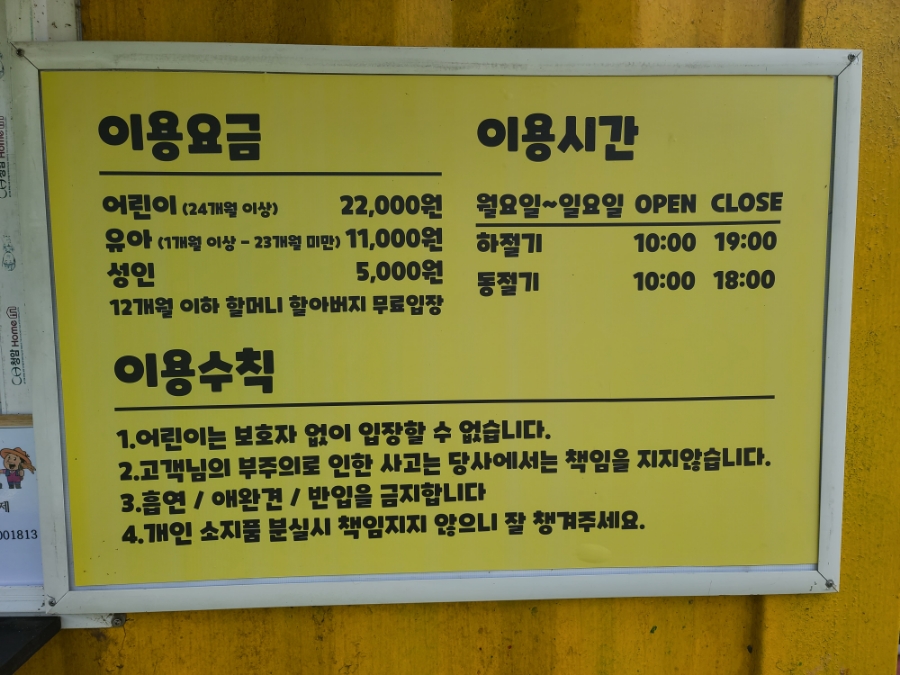 이용요금
어린이 (24개월 이상) 22,000원
유아 (1개월 이상 - 23개월 미만) 11,000원
성인 5,000원
12개월 이하 할머니 할아버지 무료입장
이용시간
월요일~일요일 OPEN CLOSE
하절기 10:00 19:00
동절기 10:00 18:00
이용수칙
1.어린이는 보호자 없이 입장할 수 없습니다.
2.고객님의 부주의로 인한 사고는 당사에서는 책임을 지지않습니다.
3.흡연 / 애완견 / 반입을 금지합니다
4.개인 소지품 분실시 책임지지 않으니 잘 챙겨주세요.
청암 Homein
제
001813